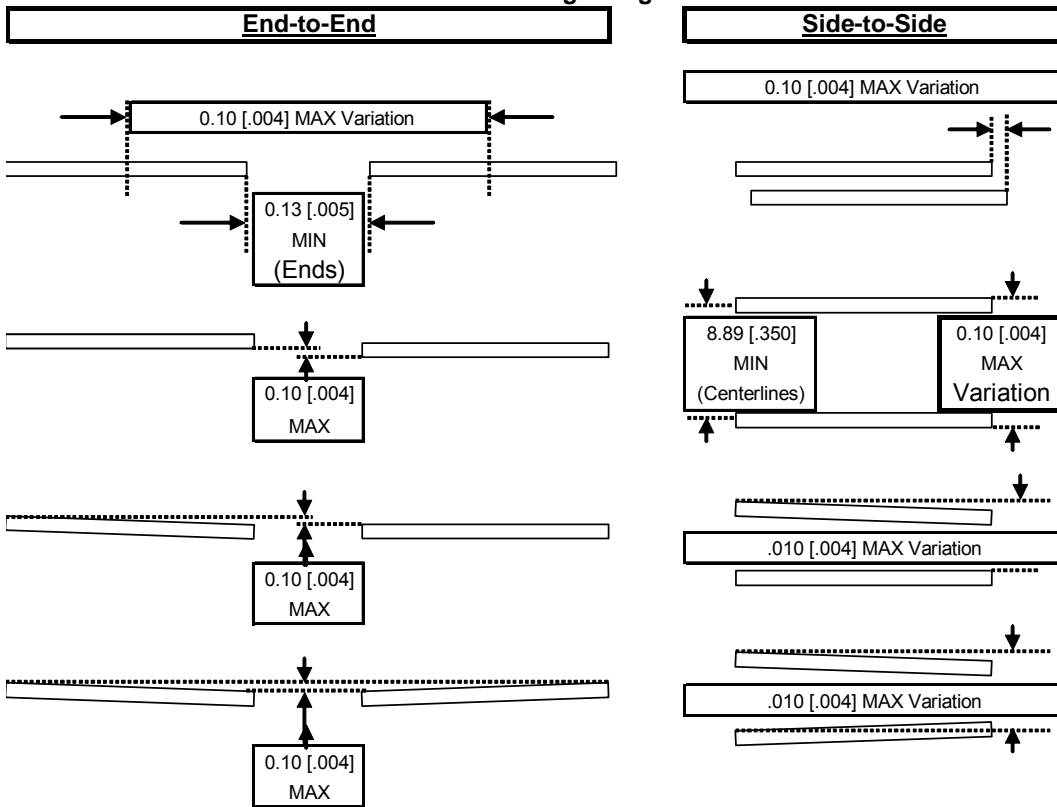 End-to-End
0.10 [.004] MAX Variation
0.13 [.005]
MIN
(Ends)
0.10 [.004]
MAX
0.10 [.004]
MAX
0.10 [.004]
MAX
Side-to-Side
0.10 [.004] MAX Variation
8.89 [.350]
MIN
(Centerlines)
0.10 [.004]
MAX
Variation
.010 [.004] MAX Variation
.010 [.004] MAX Variation